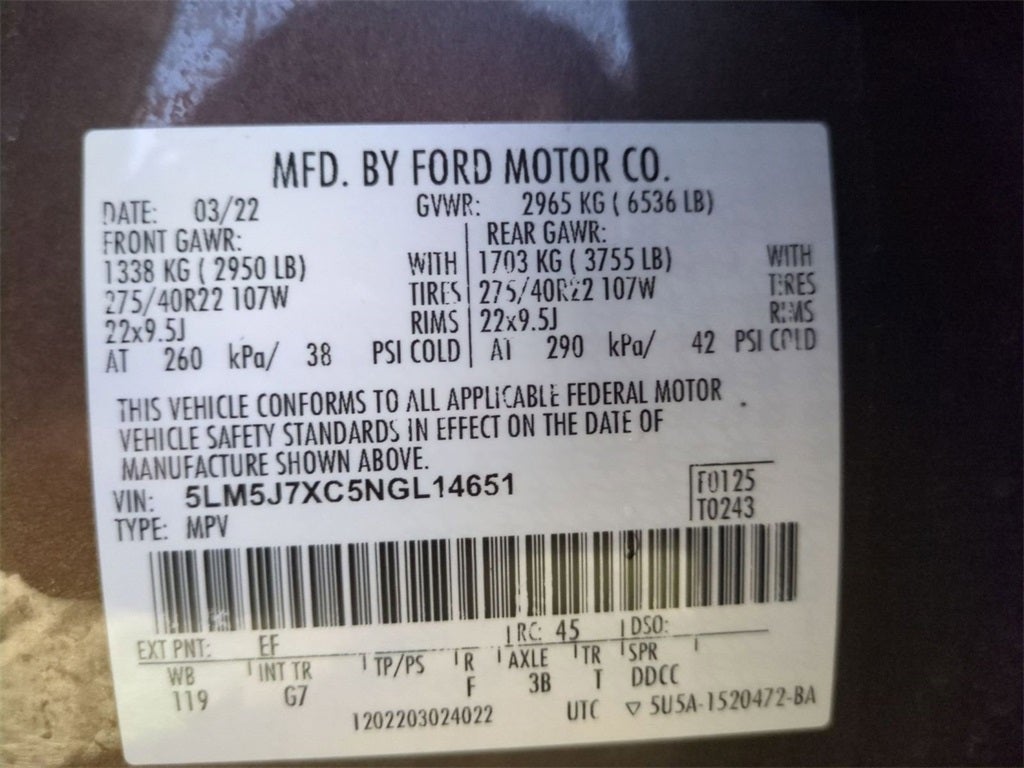 MFD. BY FORD MOTOR CO.
DATE: 03/22 GVWR: 2965 KG ( 6536 LB)
FRONT GAWR: REAR GAWR:
1338 KG ( 2950 LB) WITH 1703 KG ( 3755 LB) WITH
275/40R22 107W TIRES 275/40R22 107W TIRES
22x9.5J RIMS 22x9.5J RIMS
AT 260 kPa/ 38 PSI COLD AT 290 kPa/ 42 PSI COLD
THIS VEHICLE CONFORMS TO ALL APPLICABLE FEDERAL MOTOR
VEHICLE SAFETY STANDARDS IN EFFECT ON THE DATE OF
MANUFACTURE SHOWN ABOVE.
VIN: 5LM5J7XC5NGL14651
F0125
TYPE: MPV
T0243
EXT PNT: EF RC: 45 DSO:
WB INT TR TP/PS R AXLE TR SPR
119 G7 F 3B T DDCC
1202203024022 UTC ▽ 5U5A-1520472-BA